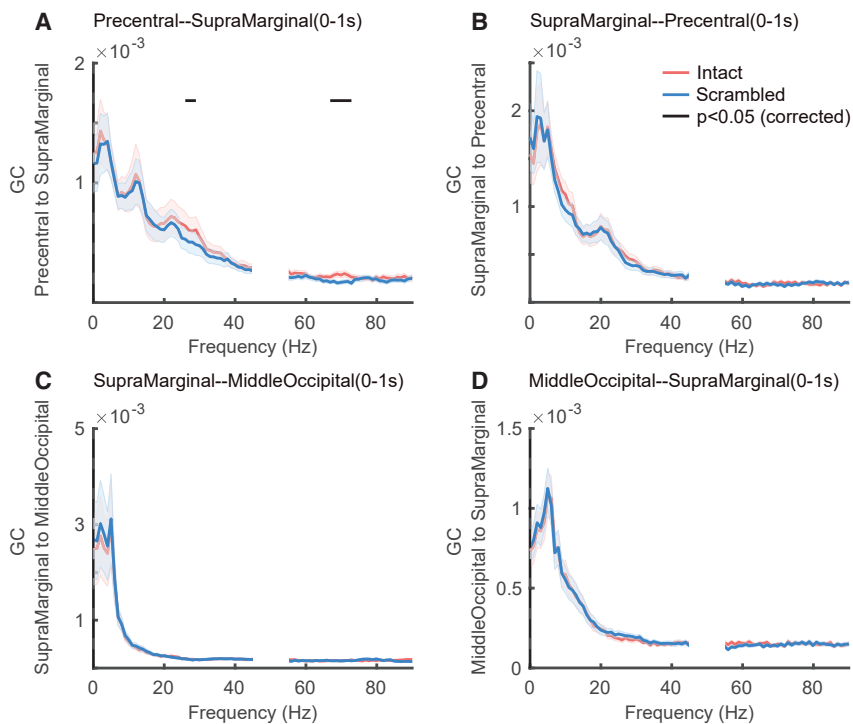 A Precentral--SupraMarginal(0-1s)
×10⁻³
2
1
GC
Precentral to SupraMarginal
0 20 40 60 80
Frequency (Hz)
B SupraMarginal--Precentral(0-1s)
×10⁻³
Intact
Scrambled
p<0.05 (corrected)
2
1
0
GC
SupraMarginal to Precentral
0 20 40 60 80
Frequency (Hz)
C SupraMarginal--MiddleOccipital(0-1s)
×10⁻³
5
3
1
GC
SupraMarginal to MiddleOccipital
0 20 40 60 80
Frequency (Hz)
D MiddleOccipital--SupraMarginal(0-1s)
×10⁻³
1.5
1
0.5
0
GC
MiddleOccipital to SupraMarginal
0 20 40 60 80
Frequency (Hz)